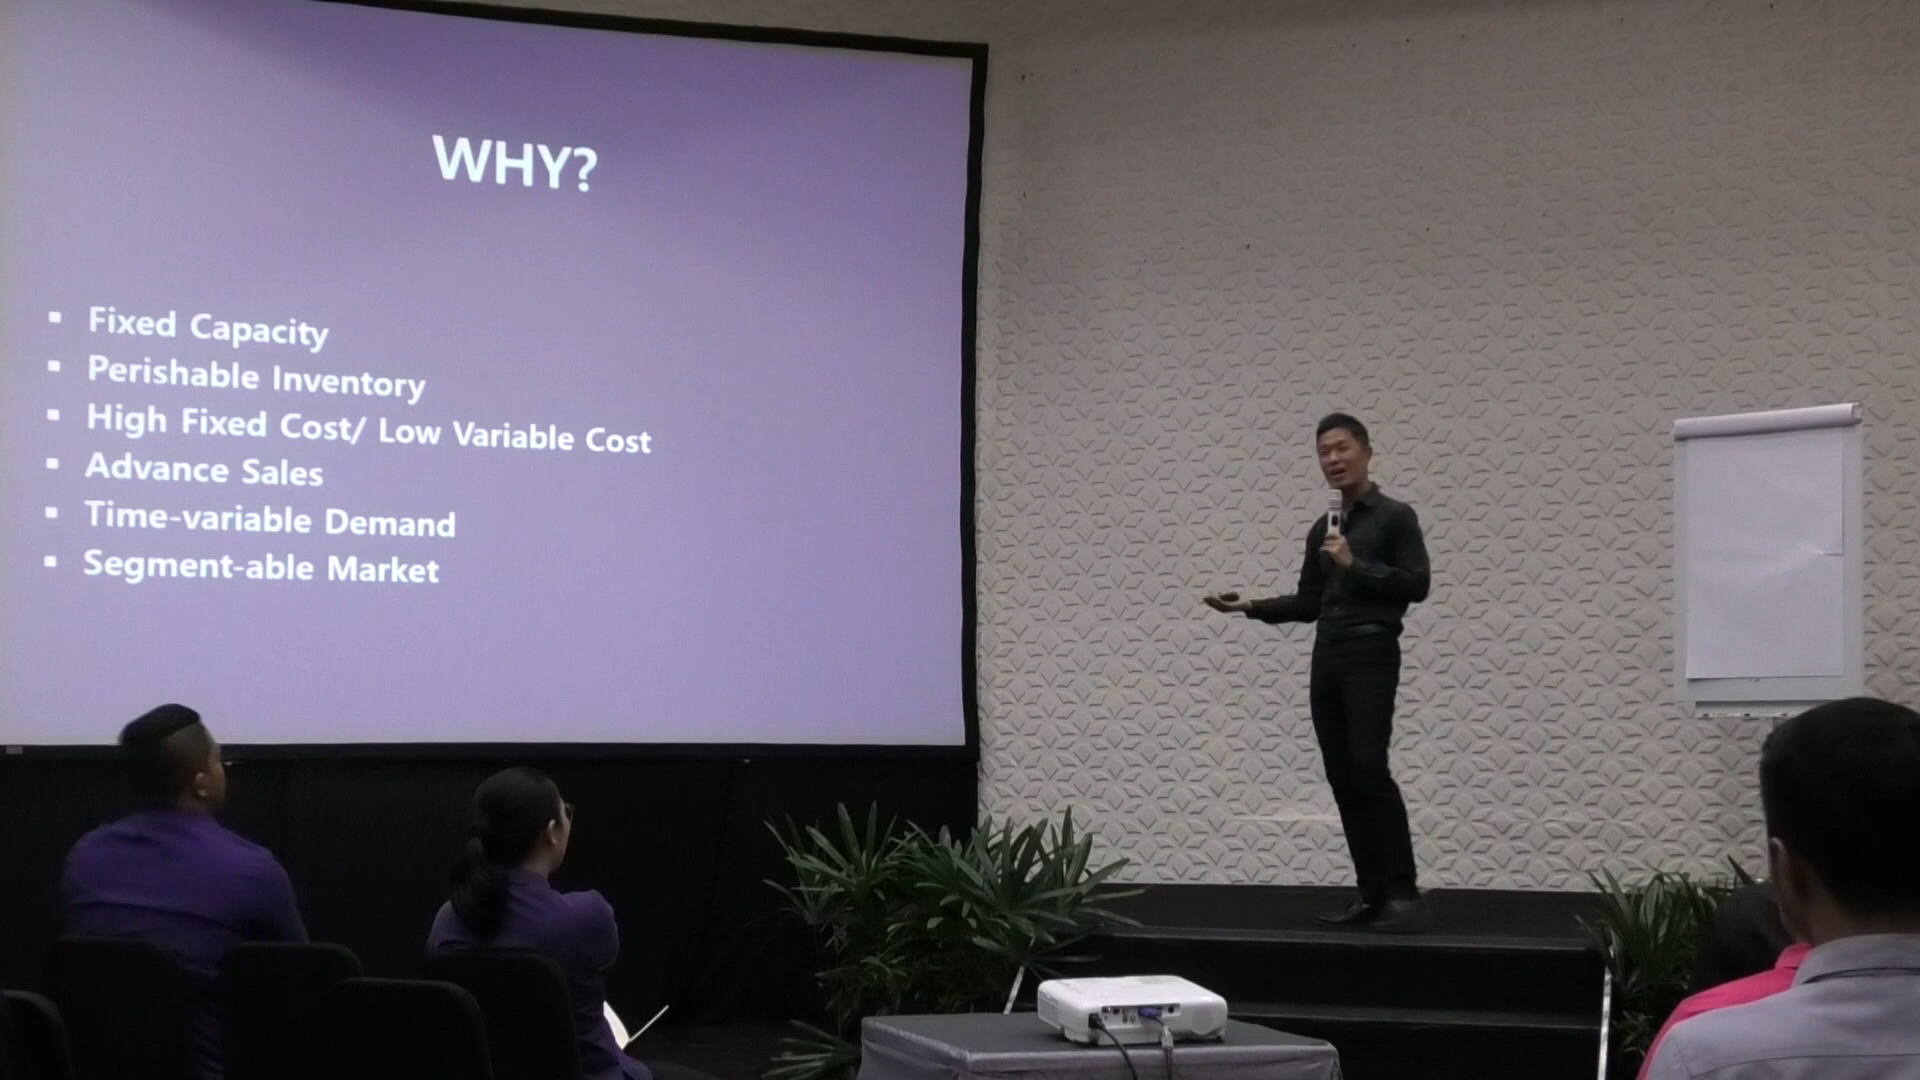 WHY?
▪ Fixed Capacity
▪ Perishable Inventory
▪ High Fixed Cost/ Low Variable Cost
▪ Advance Sales
▪ Time-variable Demand
▪ Segment-able Market